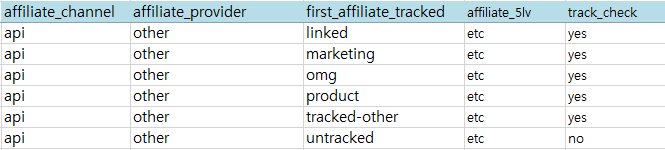 affiliate_channel affiliate_provider first_affiliate_tracked affiliate_5lv track_check
api other linked etc yes
api other marketing etc yes
api other omg etc yes
api other product etc yes
api other tracked-other etc yes
api other untracked etc no